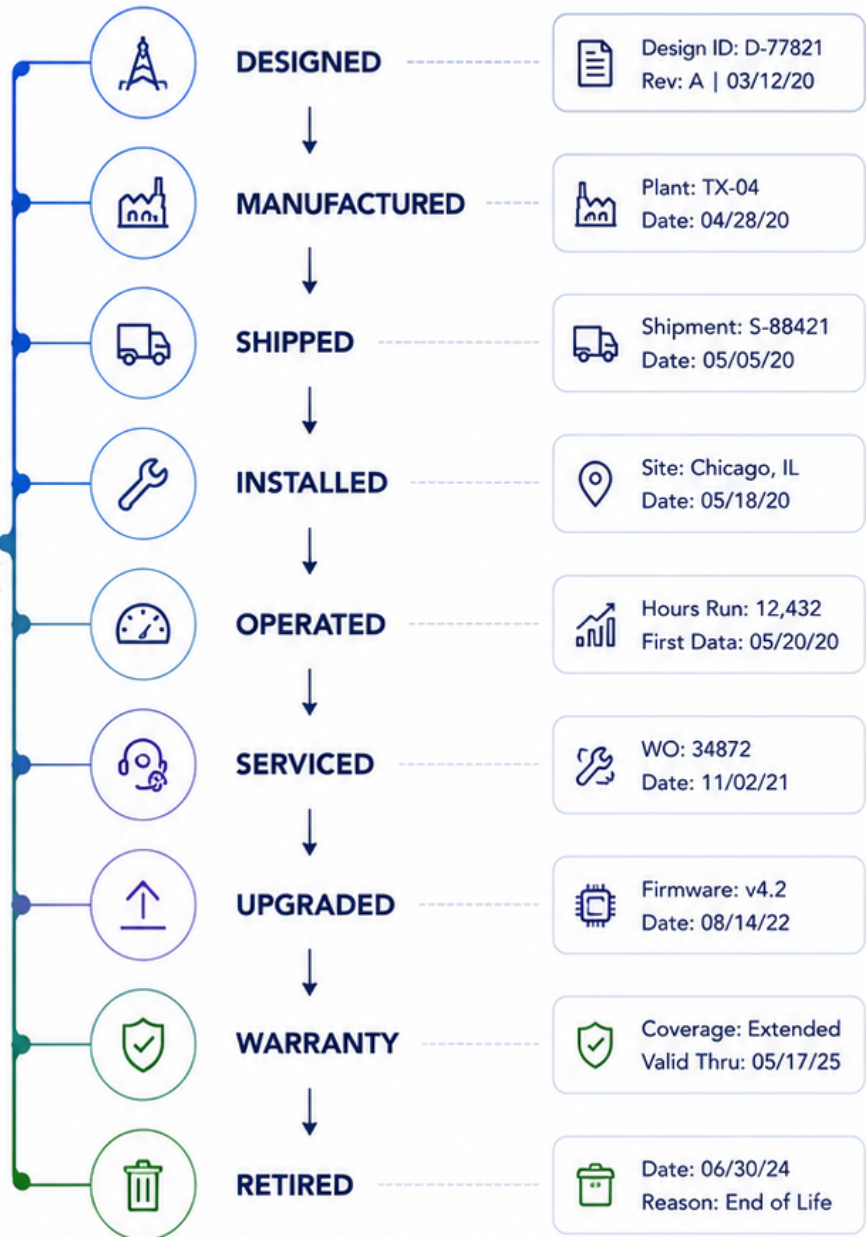 DESIGNED
Design ID: D-77821
Rev: A | 03/12/20
MANUFACTURED
Plant: TX-04
Date: 04/28/20
SHIPPED
Shipment: S-88421
Date: 05/05/20
INSTALLED
Site: Chicago, IL
Date: 05/18/20
OPERATED
Hours Run: 12,432
First Data: 05/20/20
SERVICED
WO: 34872
Date: 11/02/21
UPGRADED
Firmware: v4.2
Date: 08/14/22
WARRANTY
Coverage: Extended
Valid Thru: 05/17/25
RETIRED
Date: 06/30/24
Reason: End of Life